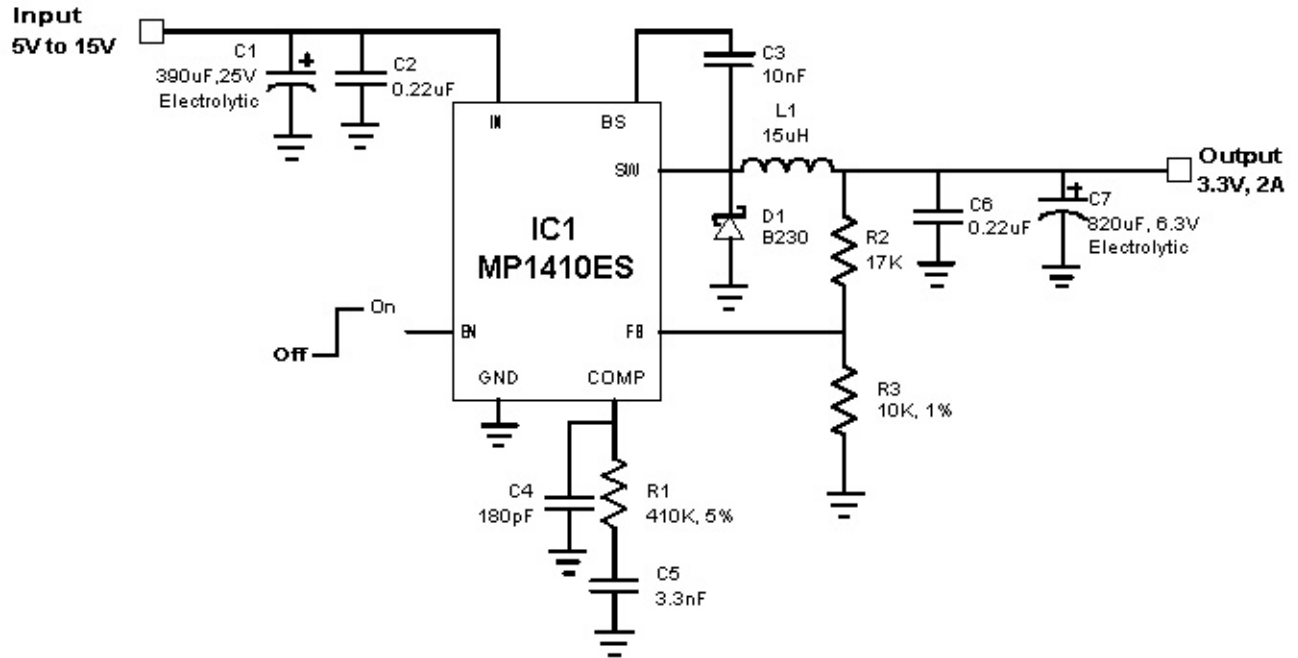 Input
5V to 15V
C1
390uF,25V
Electrolytic
+
C2
0.22uF
C3
10nF
IN
BS
L1
15uH
SW
Output
3.3V, 2A
D1
B230
C6
0.22uF
+
C7
820uF, 6.3V
Electrolytic
R2
17K
IC1
MP1410ES
On
Off
EN
FB
GND
COMP
R3
10K, 1%
C4
180pF
R1
410K, 5%
C5
3.3nF